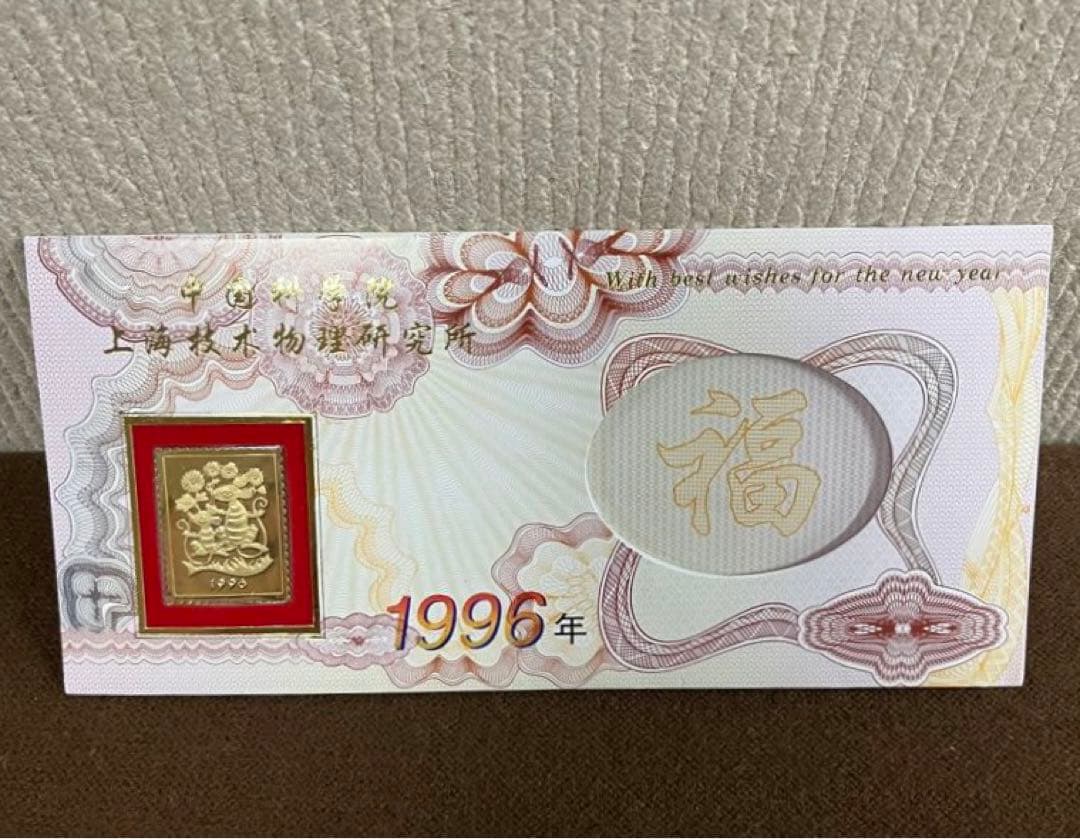 中国科学院
上海技术物理研究所
With best wishes for the new year
福
1996
1996年